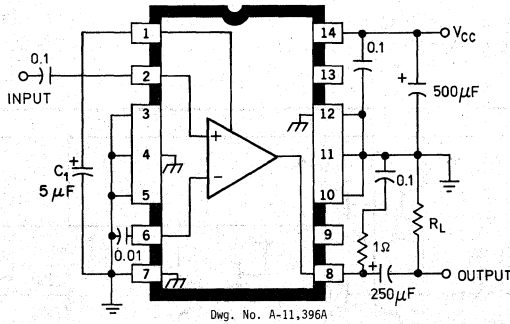 1
14
V_CC
0.1
0.1
2
13
INPUT
+
500µF
3
12
+
C₁
5µF
+
4
11
−
5
10
0.1
6
9
0.01
1Ω
R_L
7
8
+
OUTPUT
250µF
Dwg. No. A-11,396A